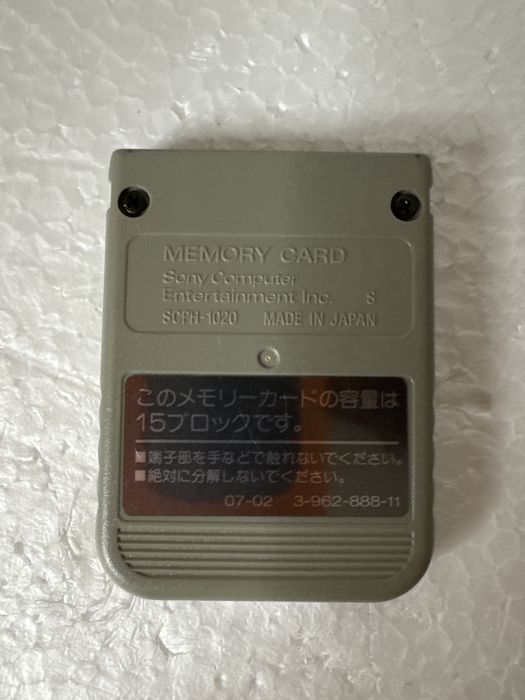 MEMORY CARD
Sony Computer
Entertainment Inc. S
SCPH-1020 MADE IN JAPAN
このメモリーカードの容量は
15ブロックです。
■端子部を手などで触れないでください。
■絶対に分解しないでください。
07-02 3-962-888-11